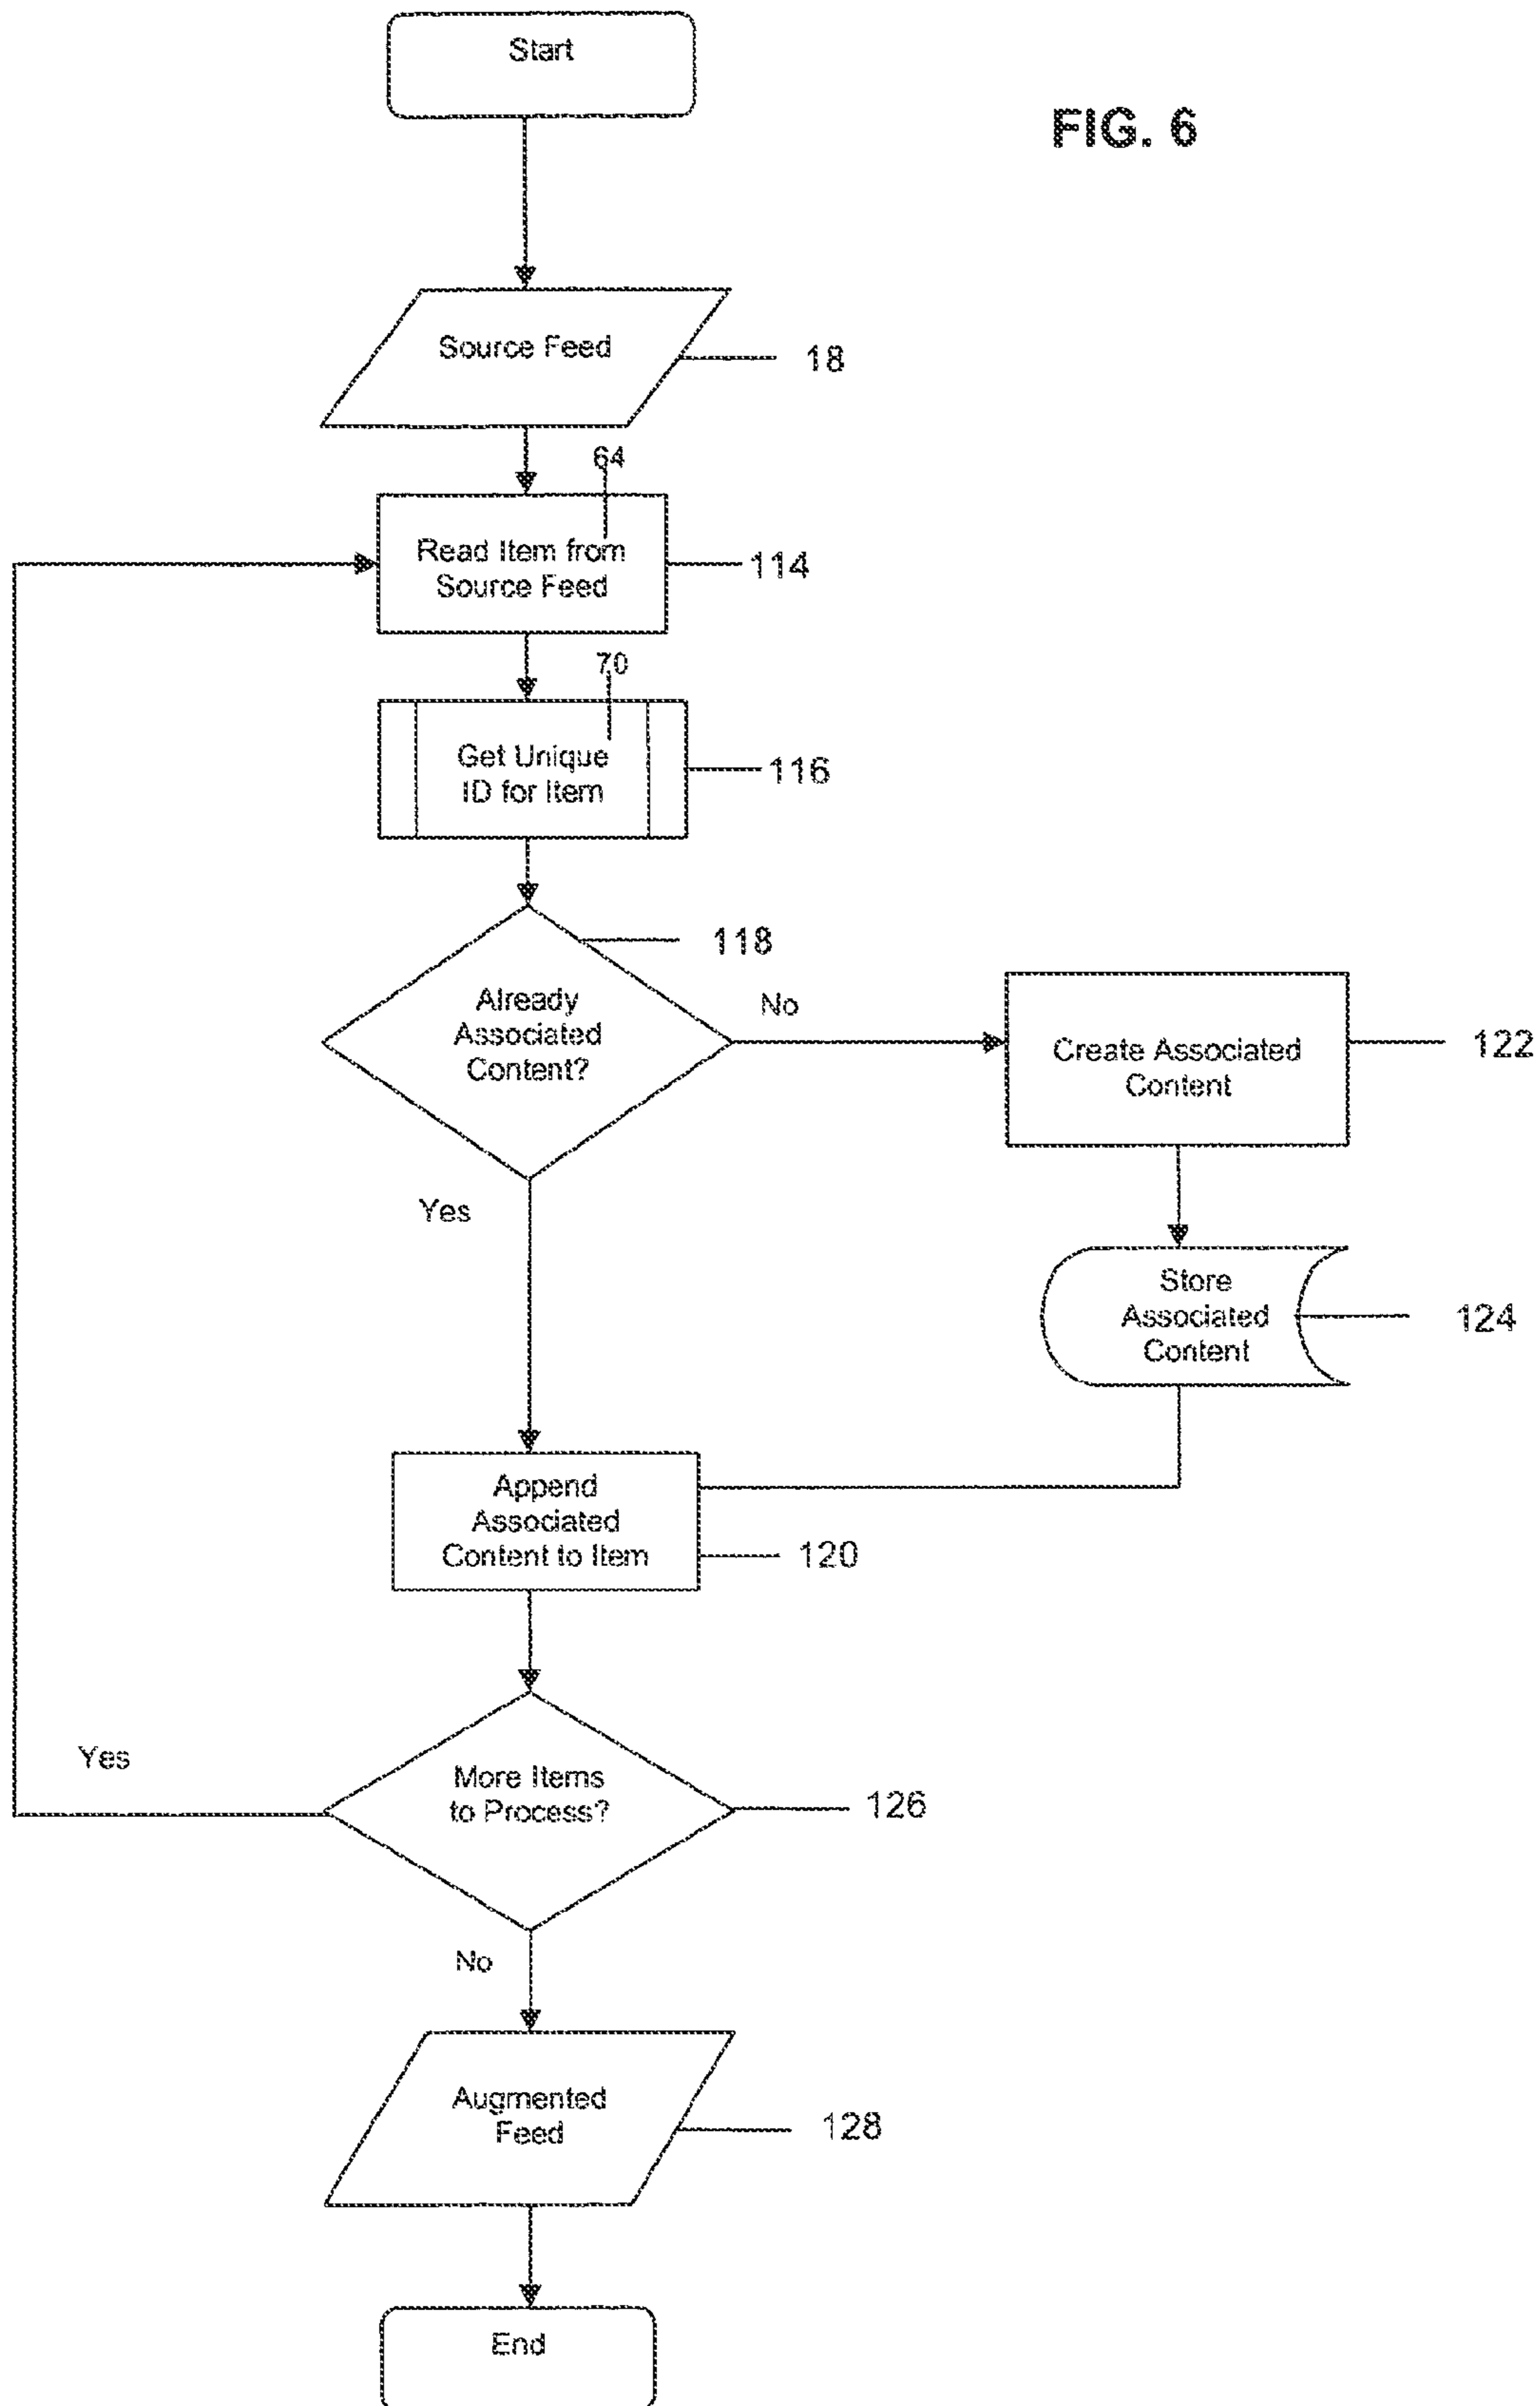 Start
FIG. 6
Source Feed
18
64
Read Item from
Source Feed
114
70
Get Unique
ID for Item
116
118
Already
Associated
Content?
No
Create Associated
Content
122
Yes
Store
Associated
Content
124
Append
Associated
Content to Item
120
Yes
More Items
to Process?
126
No
Augmented
Feed
128
End